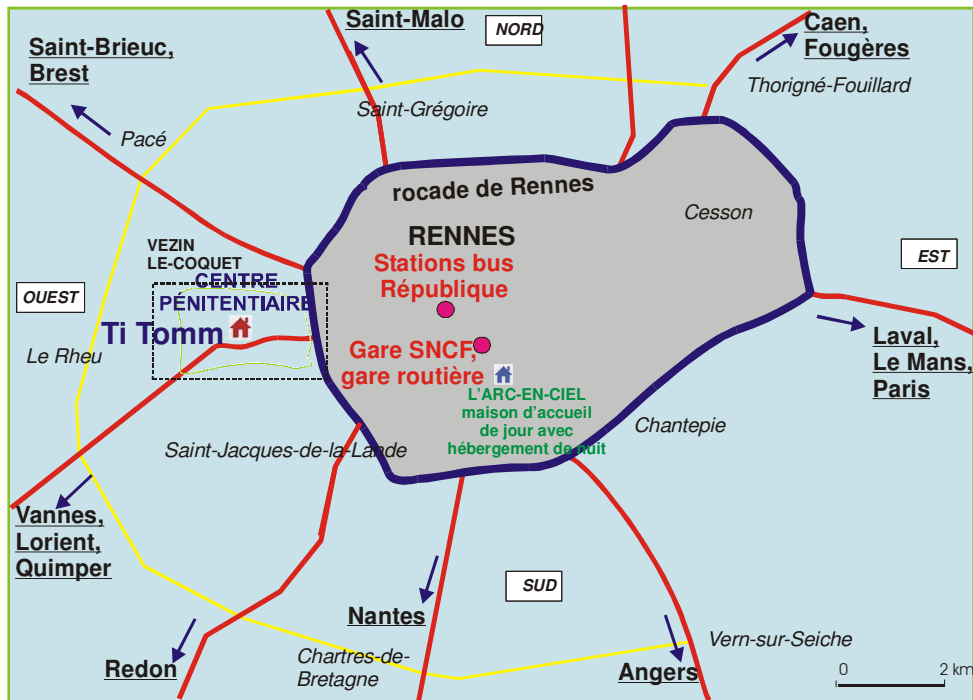 Saint-Malo
NORD
Caen,
Fougères
Saint-Brieuc,
Brest
Thorigné-Fouillard
Saint-Grégoire
Pacé
rocade de Rennes
Cesson
RENNES
VEZIN
LE-COQUET
Stations bus
République
EST
CENTRE
PÉNITENTIAIRE
OUEST
Ti Tomm
Le Rheu
Gare SNCF,
gare routière
Laval,
Le Mans,
Paris
L'ARC-EN-CIEL
maison d'accueil
de jour avec
hébergement de nuit
Chantepie
Saint-Jacques-de-la-Lande
Vannes,
Lorient,
Quimper
SUD
Nantes
Vern-sur-Seiche
Redon
Chartres-de-
Bretagne
Angers
0 2 km